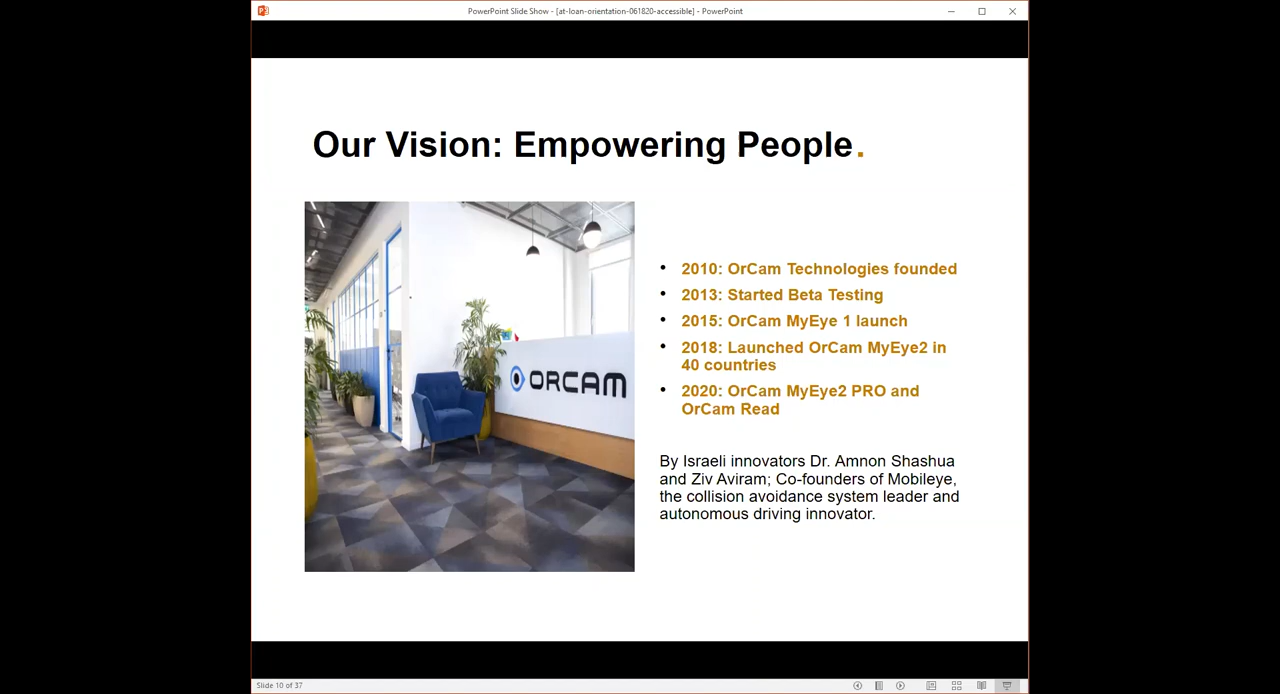 PowerPoint Slide Show - [at-loan-orientation-061820-accessible] - PowerPoint
Our Vision: Empowering People.
ORCAM
• 2010: OrCam Technologies founded
• 2013: Started Beta Testing
• 2015: OrCam MyEye 1 launch
• 2018: Launched OrCam MyEye2 in
40 countries
• 2020: OrCam MyEye2 PRO and
OrCam Read
By Israeli innovators Dr. Amnon Shashua
and Ziv Aviram; Co-founders of Mobileye,
the collision avoidance system leader and
autonomous driving innovator.
Slide 10 of 37